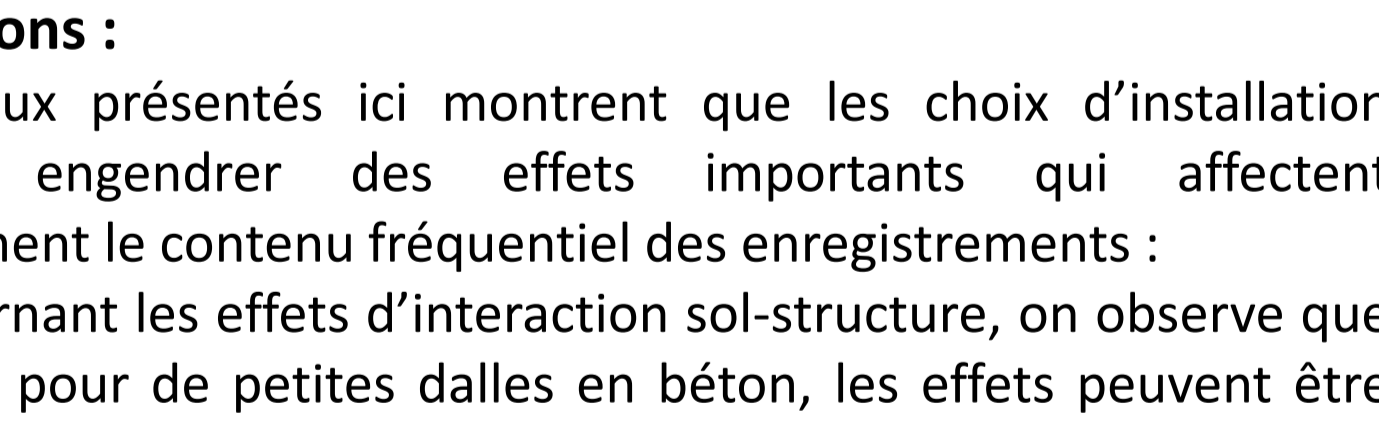 ons :
ux présentés ici montrent que les choix d’installation
engendrer des effets importants qui affectent
ment le contenu fréquentiel des enregistrements :
rnant les effets d’interaction sol-structure, on observe que
pour de petites dalles en béton, les effets peuvent être